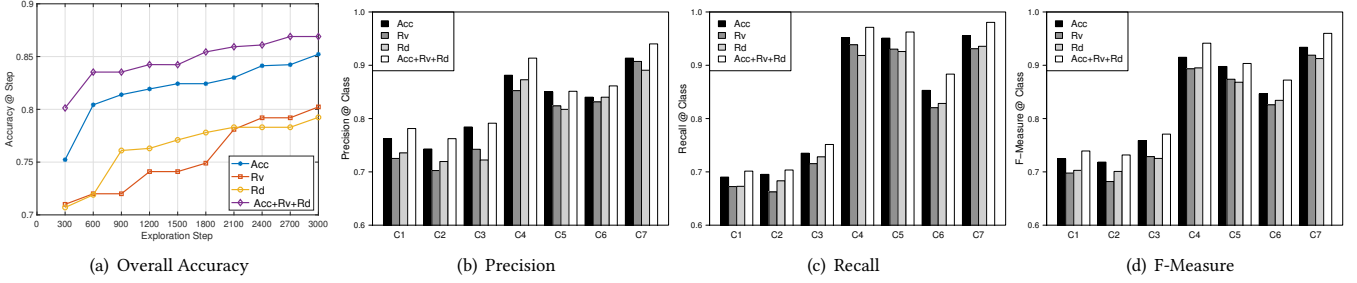 0.9
0.85
0.8
0.75
0.7
Accuracy @ Step
0 300 600 900 1200 1500 1800 2100 2400 2700 3000
Exploration Step
Acc
Rv
Rd
Acc+Rv+Rd
(a) Overall Accuracy
1.0
0.9
0.8
0.7
0.6
Precision @ Class
Acc
Rv
Rd
Acc+Rv+Rd
C1 C2 C3 C4 C5 C6 C7
(b) Precision
1.0
0.9
0.8
0.7
0.6
Recall @ Class
Acc
Rv
Rd
Acc+Rv+Rd
C1 C2 C3 C4 C5 C6 C7
(c) Recall
1.0
0.9
0.8
0.7
0.6
F−Measure @ Class
Acc
Rv
Rd
Acc+Rv+Rd
C1 C2 C3 C4 C5 C6 C7
(d) F-Measure